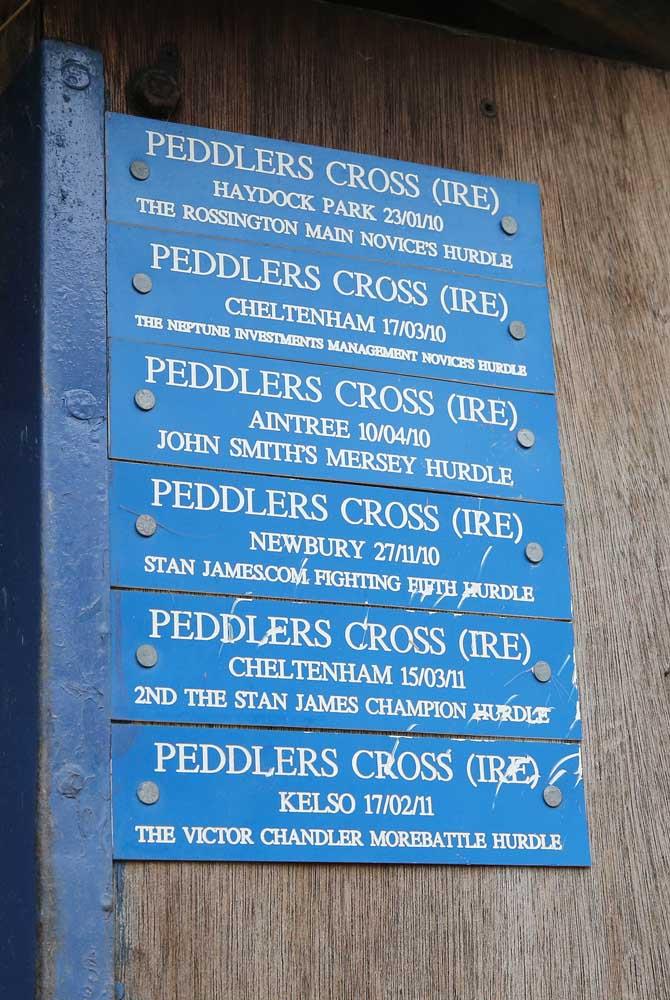 PEDDLERS CROSS (IRE)
HAYDOCK PARK 23/01/10
THE ROSSINGTON MAIN NOVICE'S HURDLE
PEDDLERS CROSS (IRE)
CHELTENHAM 17/03/10
THE NEPTUNE INVESTMENTS MANAGEMENT NOVICE'S HURDLE
PEDDLERS CROSS (IRE)
AINTREE 10/04/10
JOHN SMITH'S MERSEY HURDLE
PEDDLERS CROSS (IRE)
NEWBURY 27/11/10
STAN JAMES.COM FIGHTING FIFTH HURDLE
PEDDLERS CROSS (IRE)
CHELTENHAM 15/03/11
2ND THE STAN JAMES CHAMPION HURDLE
PEDDLERS CROSS (IRE)
KELSO 17/02/11
THE VICTOR CHANDLER MOREBATTLE HURDLE